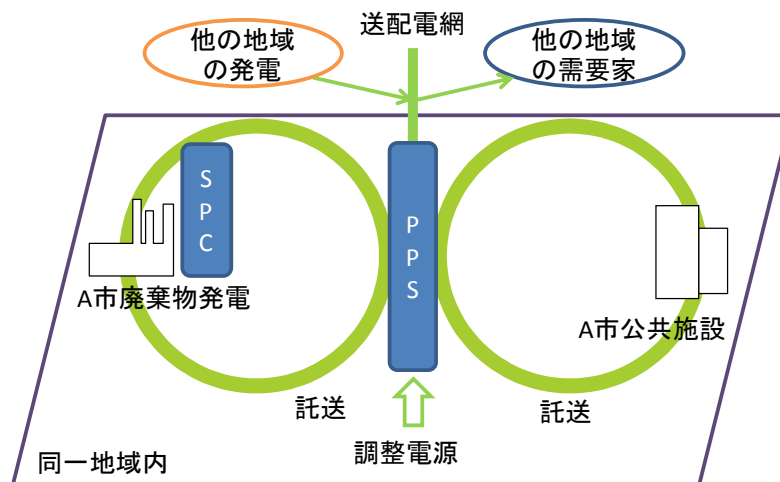 送配電網
他の地域
の発電
他の地域
の需要家
SPC
PPS
A市廃棄物発電
A市公共施設
託送
託送
調整電源
同一地域内